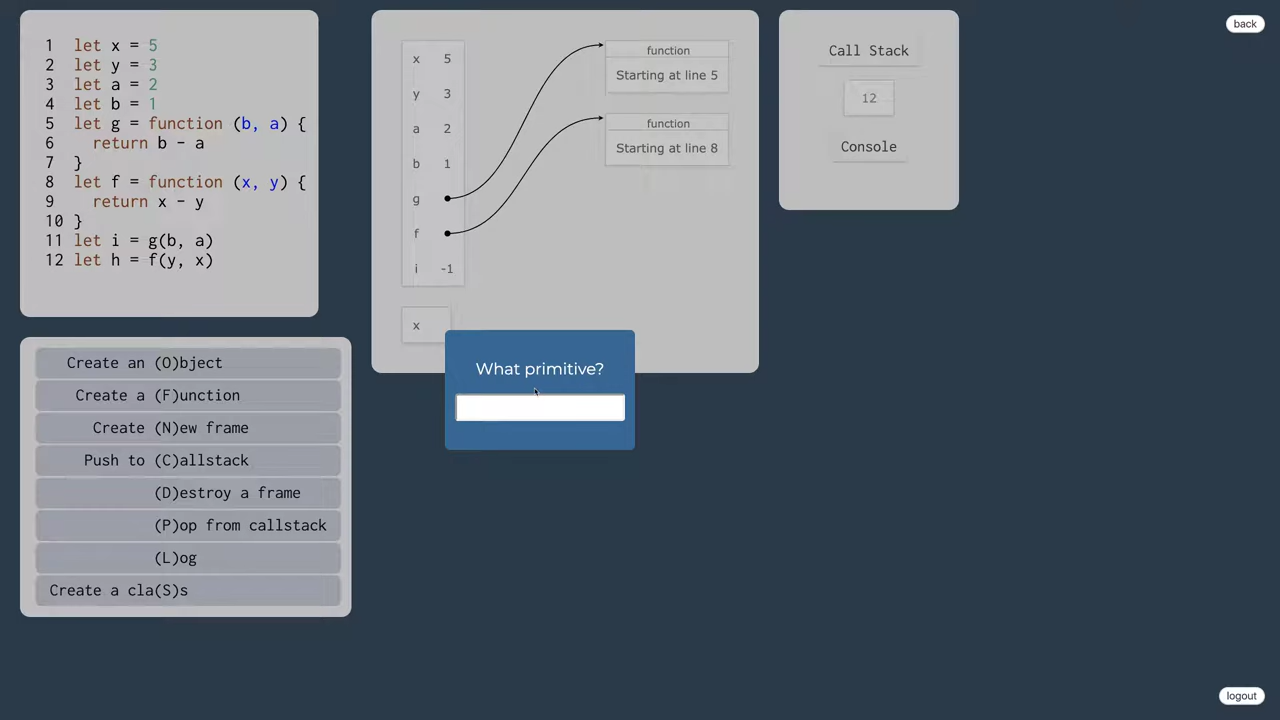 1 let x = 5
2 let y = 3
3 let a = 2
4 let b = 1
5 let g = function (b, a) {
6 return b - a
7 }
8 let f = function (x, y) {
9 return x - y
10 }
11 let i = g(b, a)
12 let h = f(y, x)
Create an (O)bject
Create a (F)unction
Create (N)ew frame
Push to (C)allstack
(D)estroy a frame
(P)op from callstack
(L)og
Create a cla(S)s
x 5
y 3
a 2
b 1
g
f
i -1
x
function
Starting at line 5
function
Starting at line 8
What primitive?
Call Stack
12
Console
back
logout